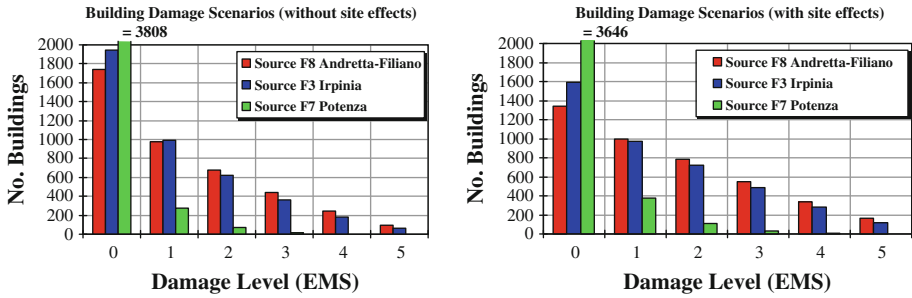 Building Damage Scenarios (without site effects)
= 3808
2000
1800
1600
1400
1200
1000
800
600
400
200
0
No. Buildings
Source F8 Andretta-Filiano
Source F3 Irpinia
Source F7 Potenza
0 1 2 3 4 5
Damage Level (EMS)
Building Damage Scenarios (with site effects)
= 3646
2000
1800
1600
1400
1200
1000
800
600
400
200
0
No. Buildings
Source F8 Andretta-Filiano
Source F3 Irpinia
Source F7 Potenza
0 1 2 3 4 5
Damage Level (EMS)